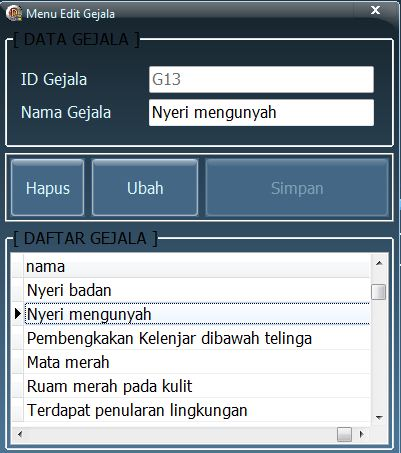 Menu Edit Gejala
x
[ DATA GEJALA ]
ID Gejala
G13
Nama Gejala
Nyeri mengunyah
Hapus
Ubah
Simpan
[ DAFTAR GEJALA ]
nama
Nyeri badan
Nyeri mengunyah
Pembengkakan Kelenjar dibawah telinga
Mata merah
Ruam merah pada kulit
Terdapat penularan lingkungan